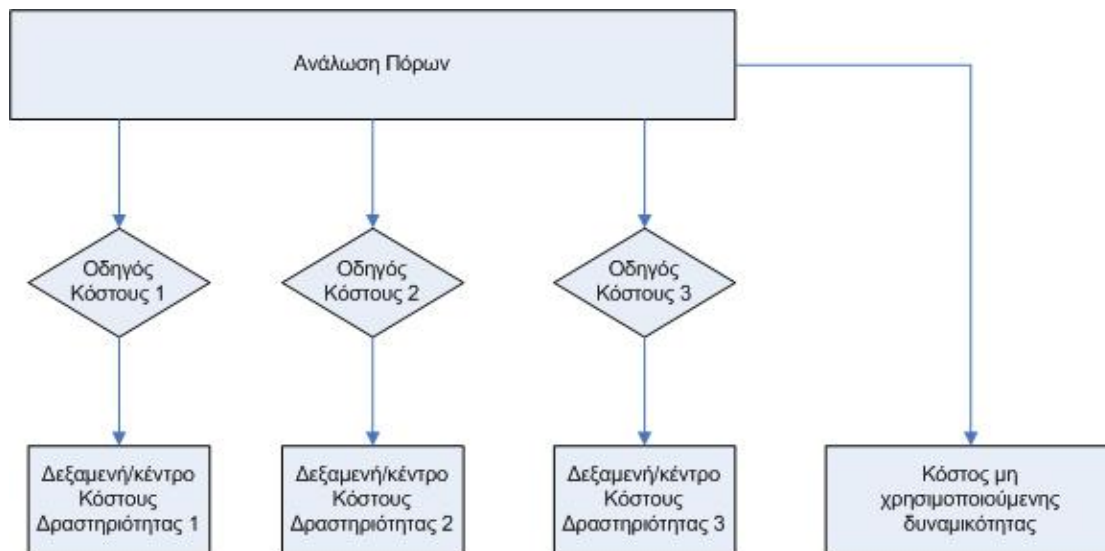 Ανάλωση Πόρων
Οδηγός
Κόστους 1
Οδηγός
Κόστους 2
Οδηγός
Κόστους 3
Δεξαμενή/κέντρο
Κόστους
Δραστηριότητας 1
Δεξαμενή/κέντρο
Κόστους
Δραστηριότητας 2
Δεξαμενή/κέντρο
Κόστους
Δραστηριότητας 3
Κόστος μη
χρησιμοποιούμενης
δυναμικότητας